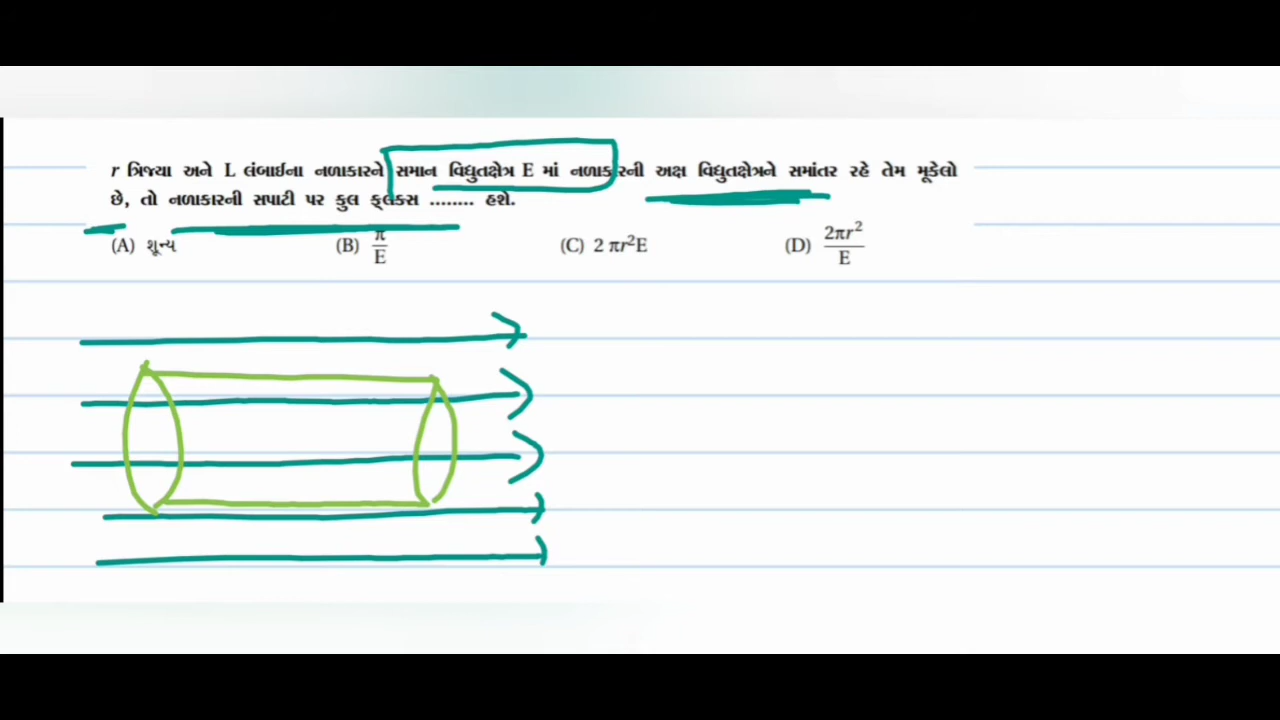 r ત્રિજ્યા અને L લંબાઈના નળાકારને સમાન વિદ્યુતક્ષેત્ર E માં નળાકારની અક્ષ વિદ્યુતક્ષેત્રને સમાંતર રહે તેમ મૂકેલો
છે, તો નળાકારની સપાટી પર કુલ ફ્લક્સ ........ હશે.
(A) શૂન્ય (B) π/E (C) 2 πr²E (D) 2πr²/E